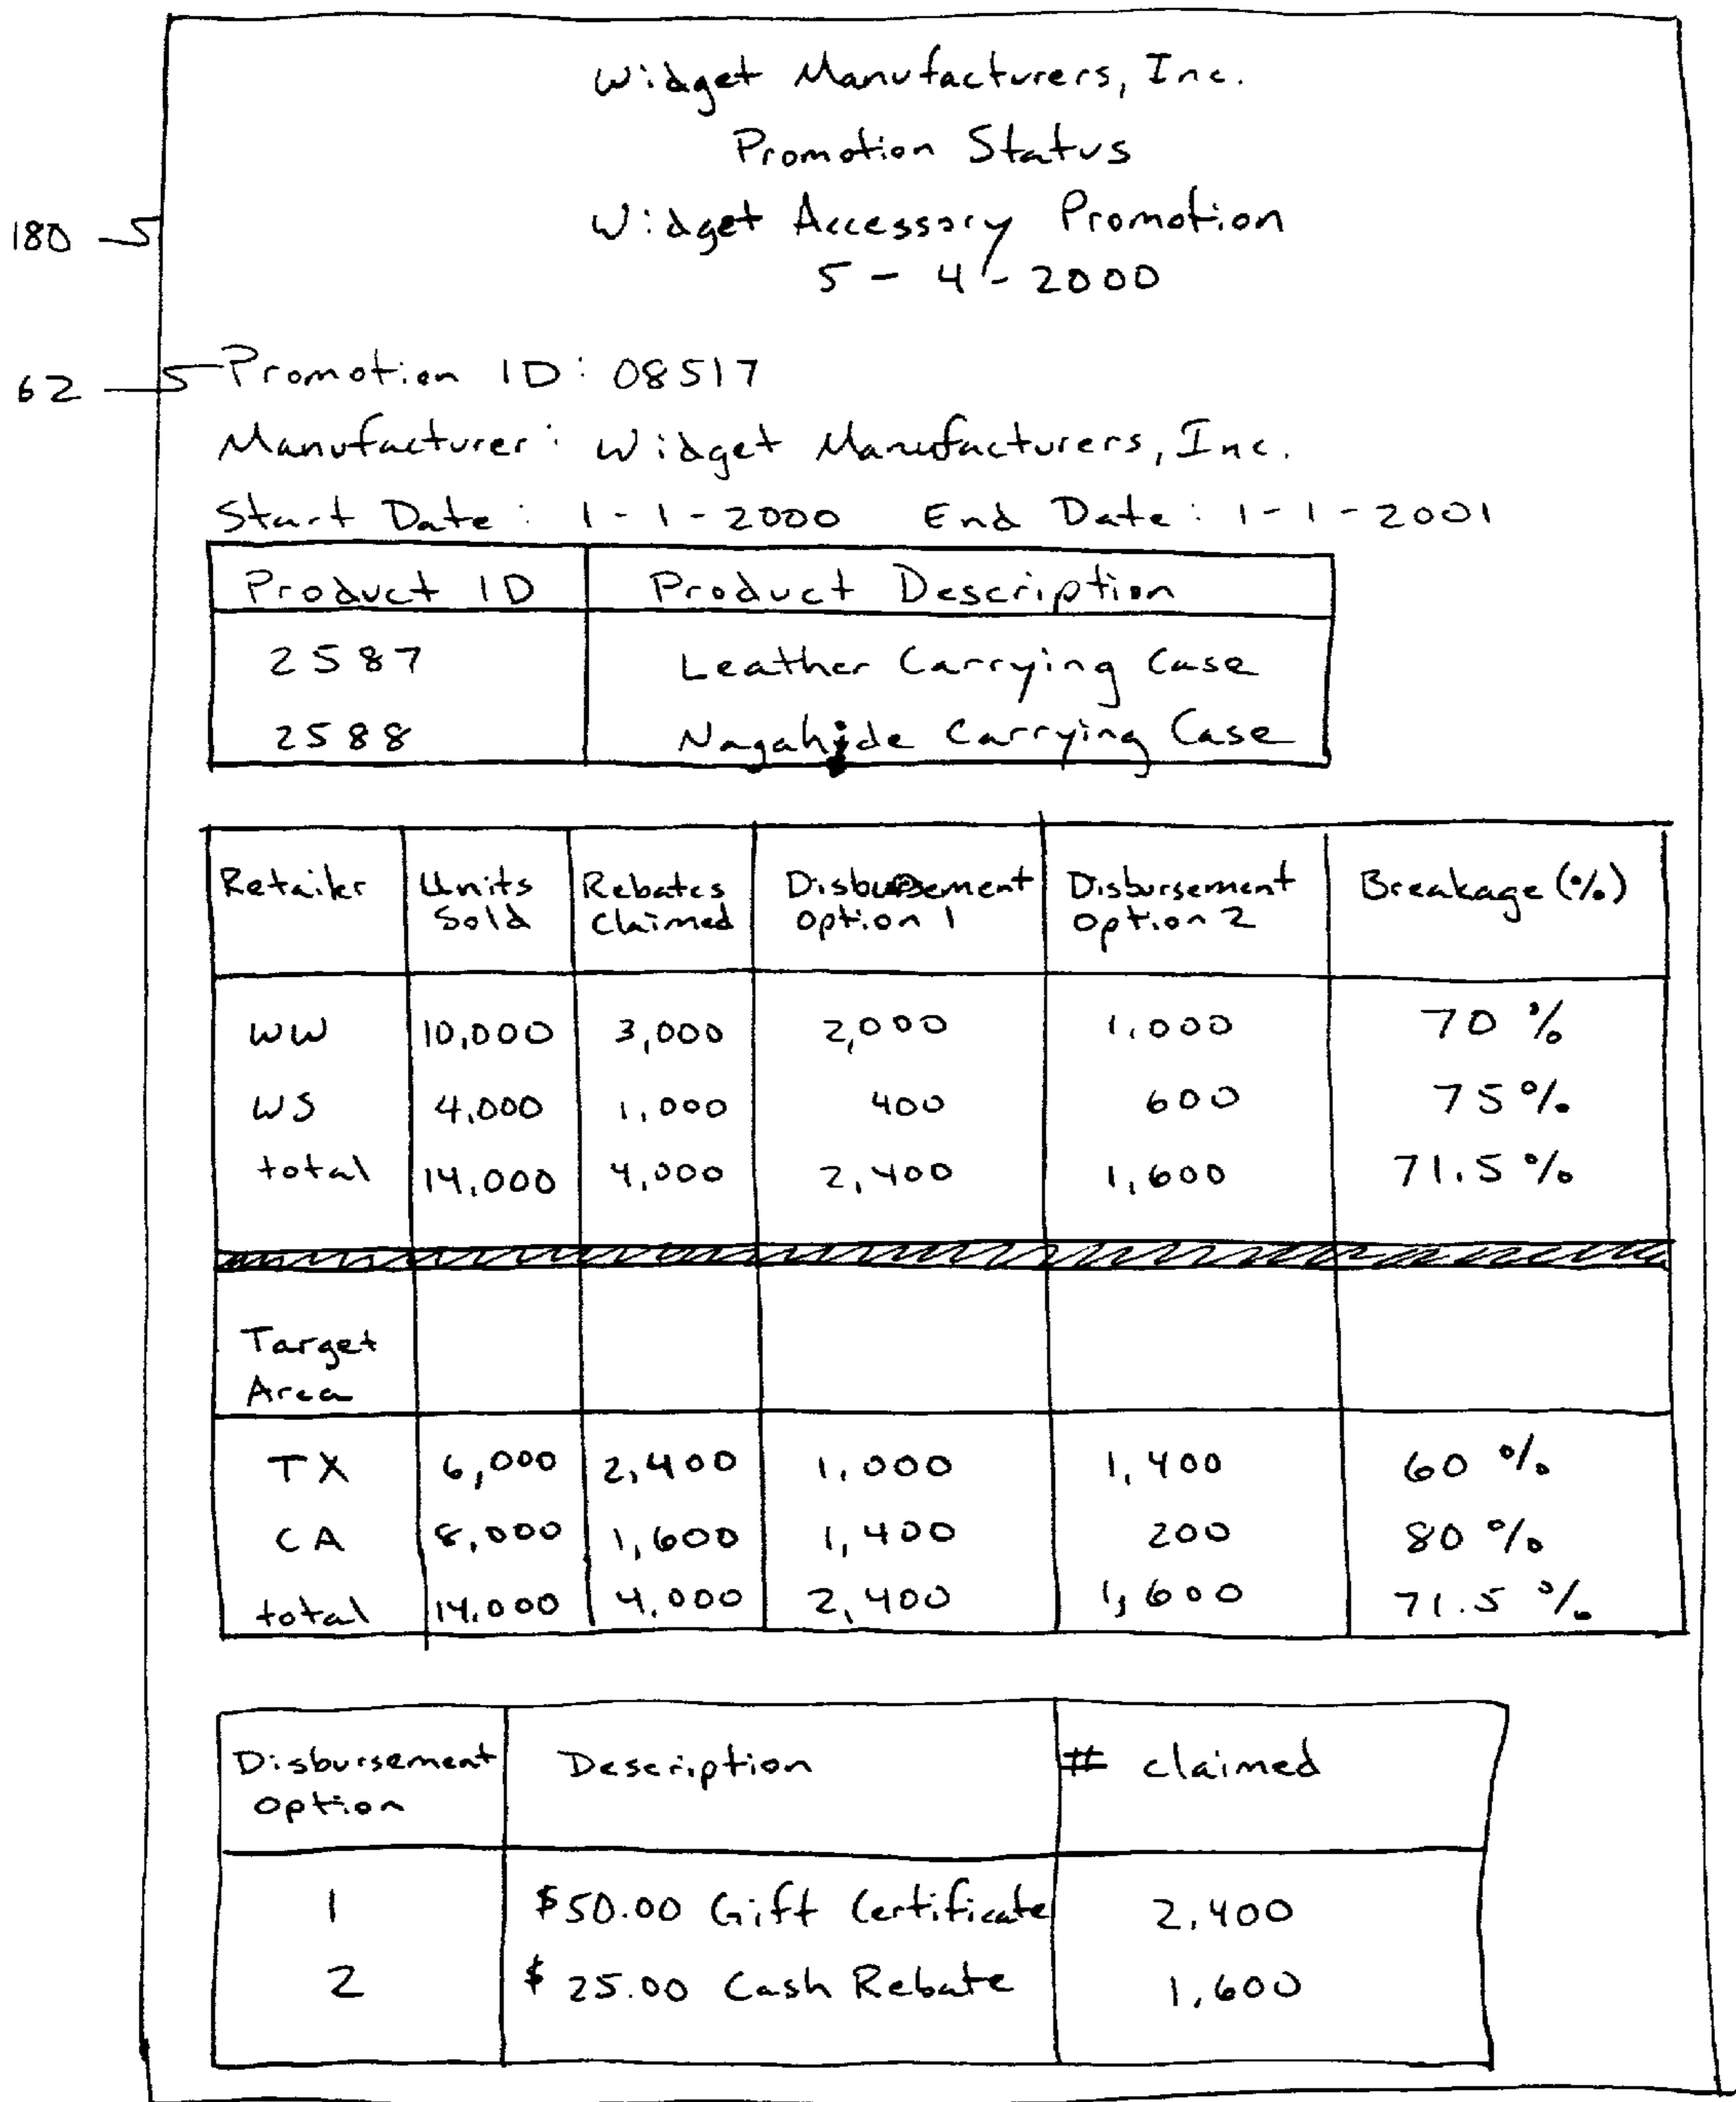 Widget Manufacturers, Inc.
Promotion Status
Widget Accessory Promotion
5 - 4 - 2000
180
62
Promotion ID: 08517
Manufacturer: Widget Manufacturers, Inc.
Start Date: 1-1-2000 End Date: 1-1-2001
Product ID Product Description
2587 Leather Carrying Case
2588 Nagahide Carrying Case
Retailer Units Sold Rebates Claimed Disbursement Option 1 Disbursement Option 2 Breakage (%)
WW 10,000 3,000 2,000 1,000 70 %
WS 4,000 1,000 400 600 75 %
total 14,000 4,000 2,400 1,600 71.5 %
Target Area
TX 6,000 2,400 1,000 1,400 60 %
CA 8,000 1,600 1,400 200 80 %
total 14,000 4,000 2,400 1,600 71.5 %
Disbursement Option Description # claimed
1 $50.00 Gift Certificate 2,400
2 $25.00 Cash Rebate 1,600